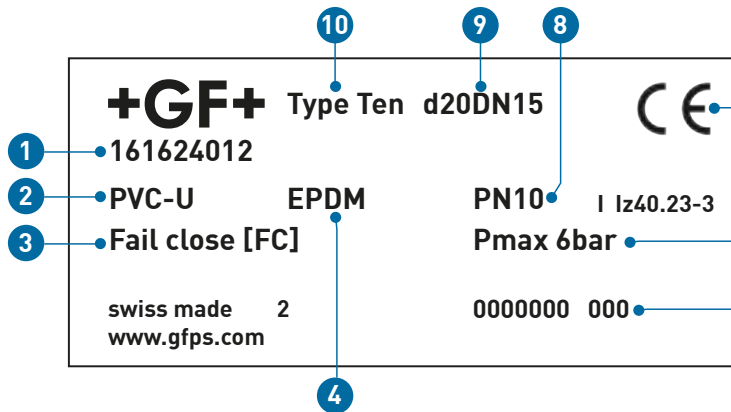 10 9 8
+GF+ Type Ten d20DN15 CE
1 161624012
2 PVC-U EPDM PN10 I Iz40.23-3
3 Fail close [FC] Pmax 6bar
swiss made 2 0000000 000
www.gfps.com
4